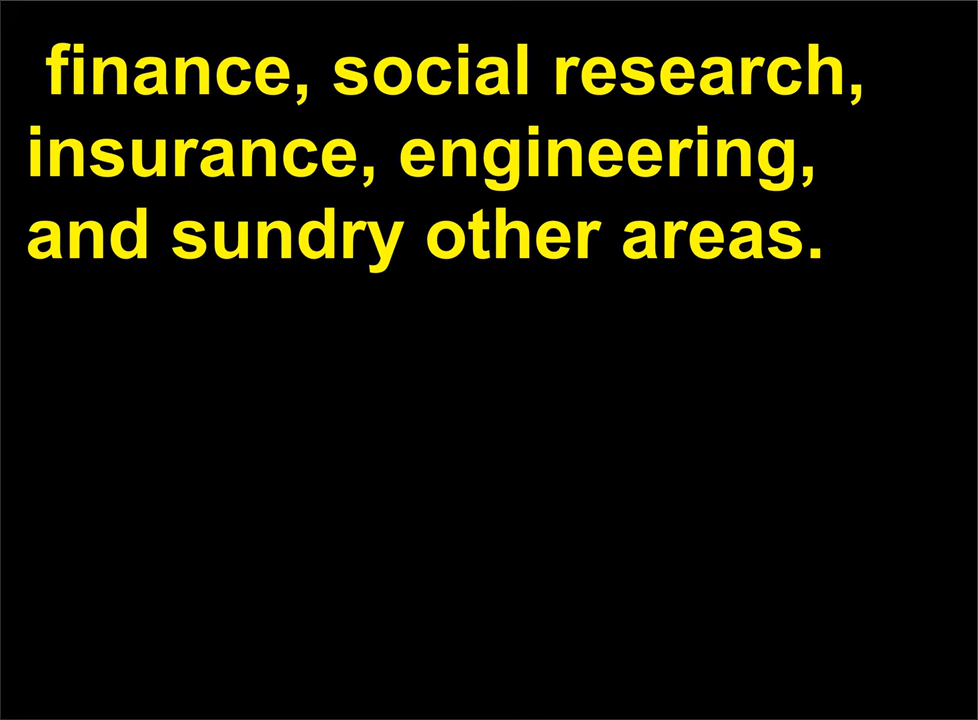 finance, social research,
insurance, engineering,
and sundry other areas.